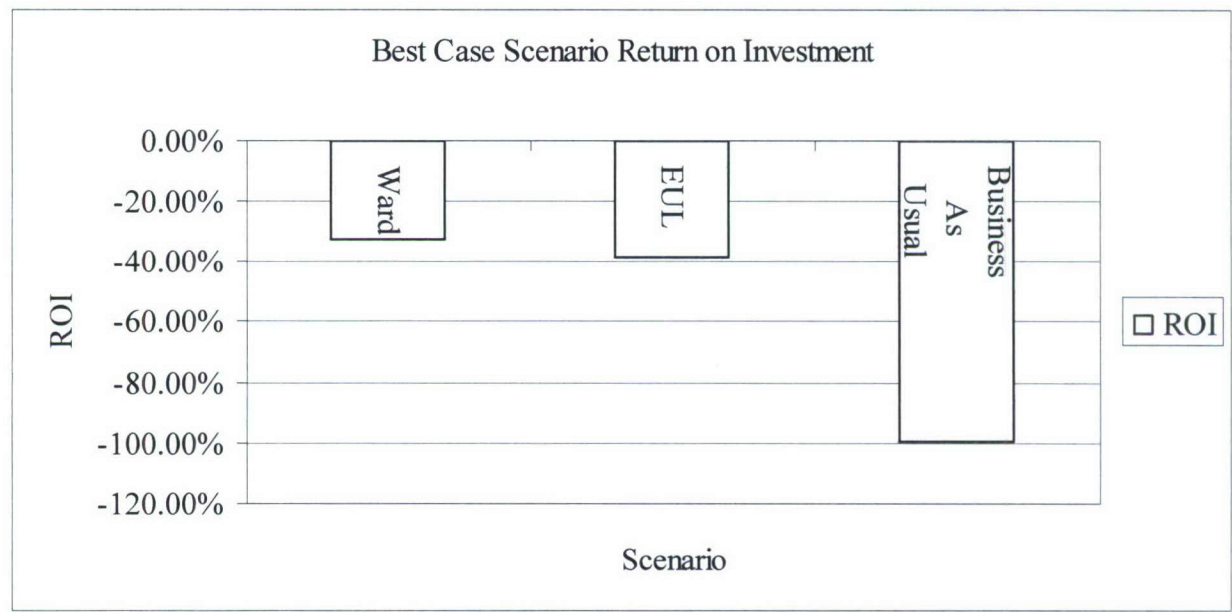 Best Case Scenario Return on Investment
0.00%
-20.00%
-40.00%
-60.00%
-80.00%
-100.00%
-120.00%
ROI
Ward
EUL
Business
As
Usual
Scenario
ROI